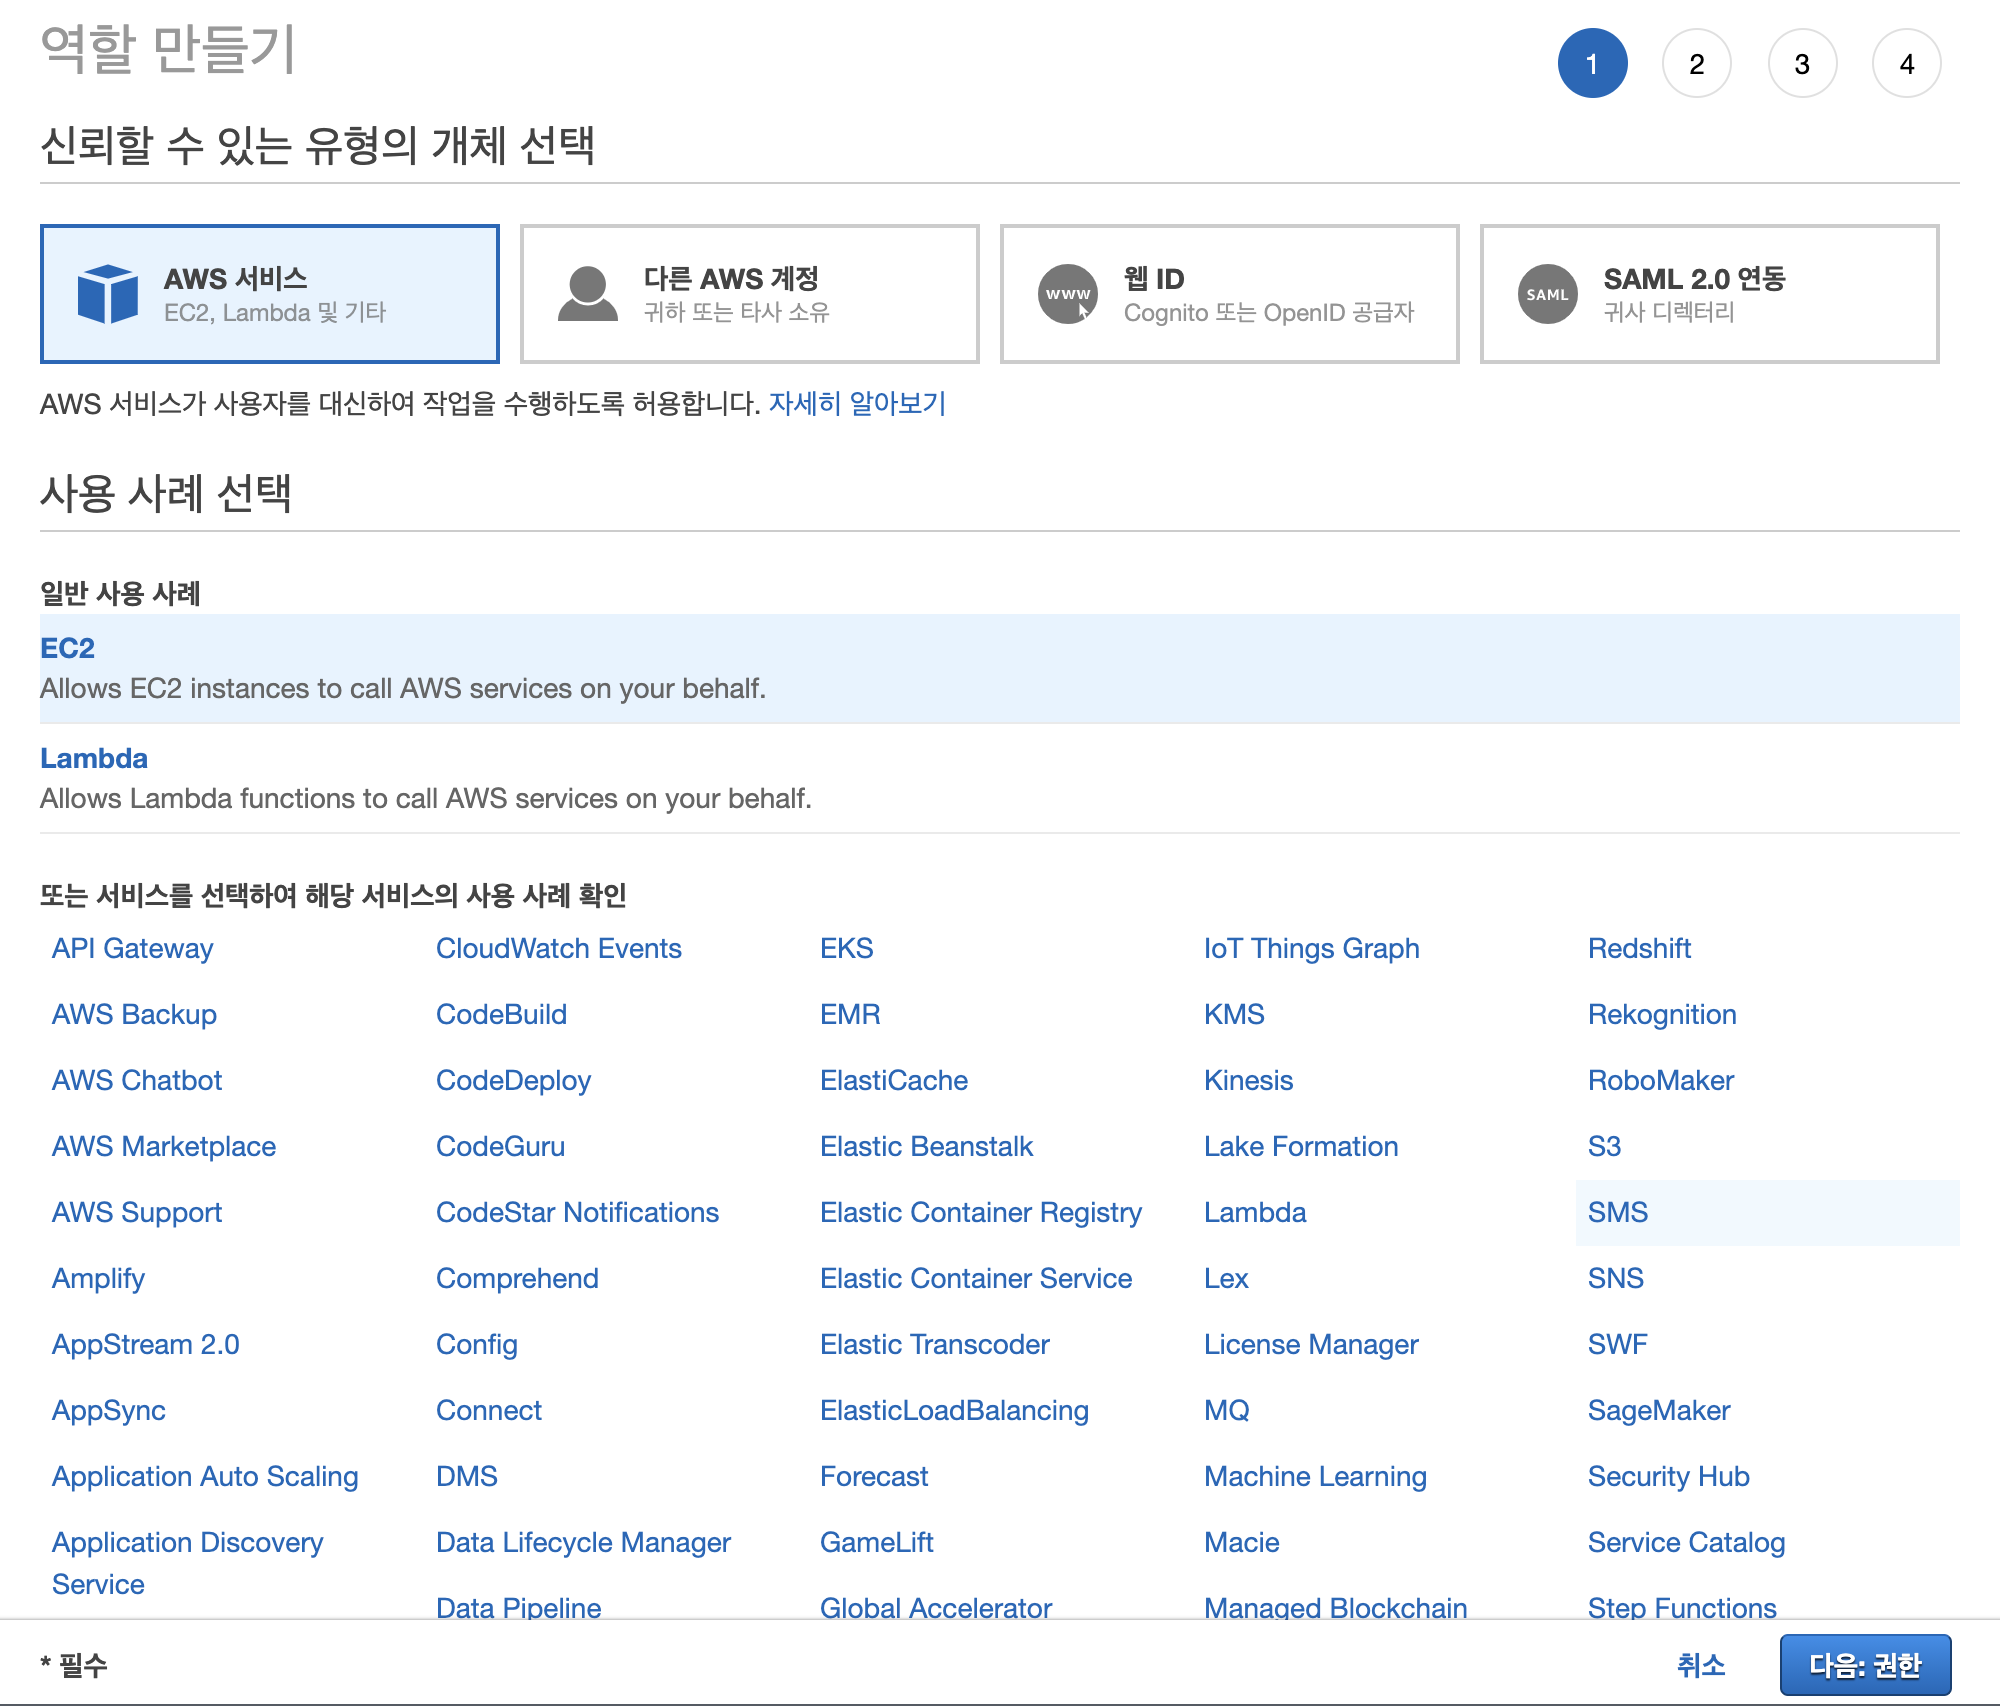 역할 만들기
1 2 3 4
신뢰할 수 있는 유형의 개체 선택
AWS 서비스
EC2, Lambda 및 기타
다른 AWS 계정
귀하 또는 타사 소유
www
웹 ID
Cognito 또는 OpenID 공급자
SAML
SAML 2.0 연동
귀사 디렉터리
AWS 서비스가 사용자를 대신하여 작업을 수행하도록 허용합니다. 자세히 알아보기
사용 사례 선택
일반 사용 사례
EC2
Allows EC2 instances to call AWS services on your behalf.
Lambda
Allows Lambda functions to call AWS services on your behalf.
또는 서비스를 선택하여 해당 서비스의 사용 사례 확인
API Gateway
AWS Backup
AWS Chatbot
AWS Marketplace
AWS Support
Amplify
AppStream 2.0
AppSync
Application Auto Scaling
Application Discovery
Service
CloudWatch Events
CodeBuild
CodeDeploy
CodeGuru
CodeStar Notifications
Comprehend
Config
Connect
DMS
Data Lifecycle Manager
Data Pipeline
EKS
EMR
ElastiCache
Elastic Beanstalk
Elastic Container Registry
Elastic Container Service
Elastic Transcoder
ElasticLoadBalancing
Forecast
GameLift
Global Accelerator
IoT Things Graph
KMS
Kinesis
Lake Formation
Lambda
Lex
License Manager
MQ
Machine Learning
Macie
Managed Blockchain
Redshift
Rekognition
RoboMaker
S3
SMS
SNS
SWF
SageMaker
Security Hub
Service Catalog
Step Functions
* 필수
취소
다음: 권한